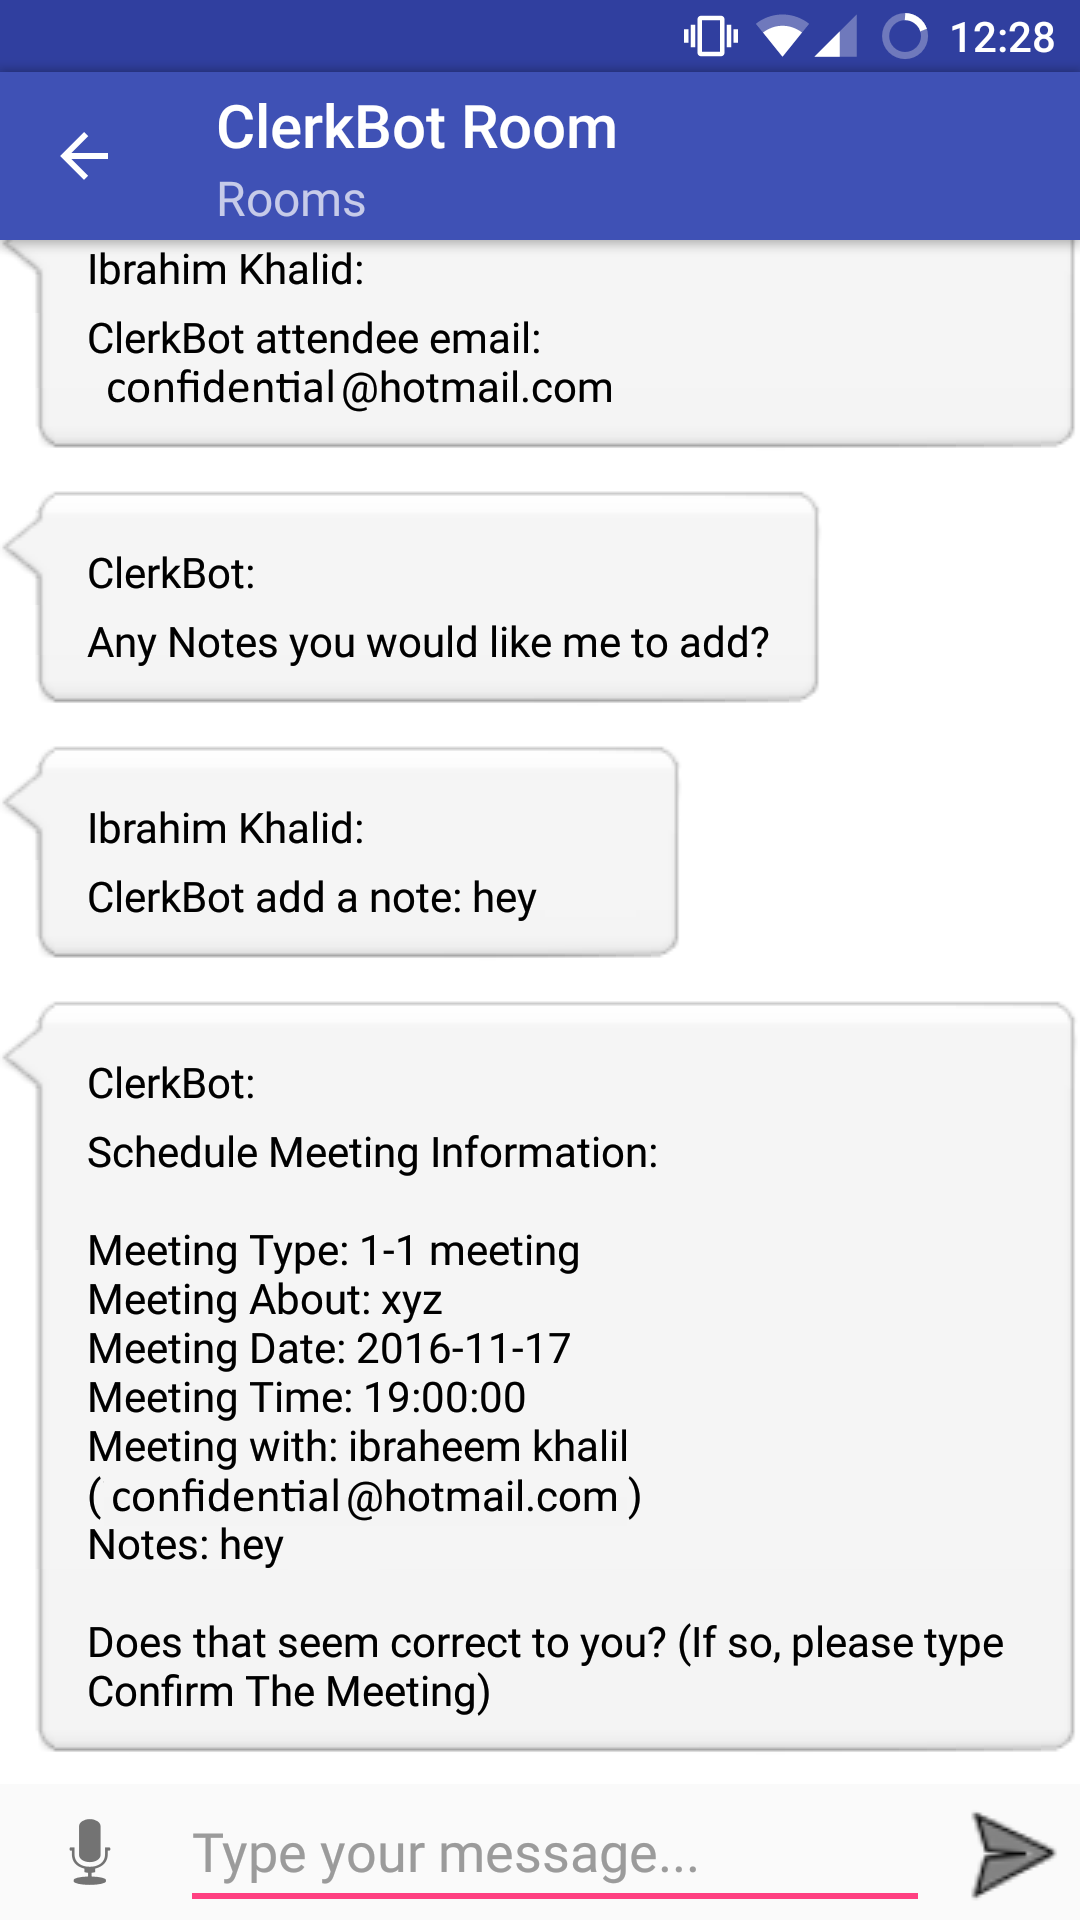 12:28
ClerkBot Room
Rooms
Ibrahim Khalid:
ClerkBot attendee email:
confidential@hotmail.com
ClerkBot:
Any Notes you would like me to add?
Ibrahim Khalid:
ClerkBot add a note: hey
ClerkBot:
Schedule Meeting Information:
Meeting Type: 1-1 meeting
Meeting About: xyz
Meeting Date: 2016-11-17
Meeting Time: 19:00:00
Meeting with: ibraheem khalil
( confidential@hotmail.com )
Notes: hey
Does that seem correct to you? (If so, please type
Confirm The Meeting)
Type your message...